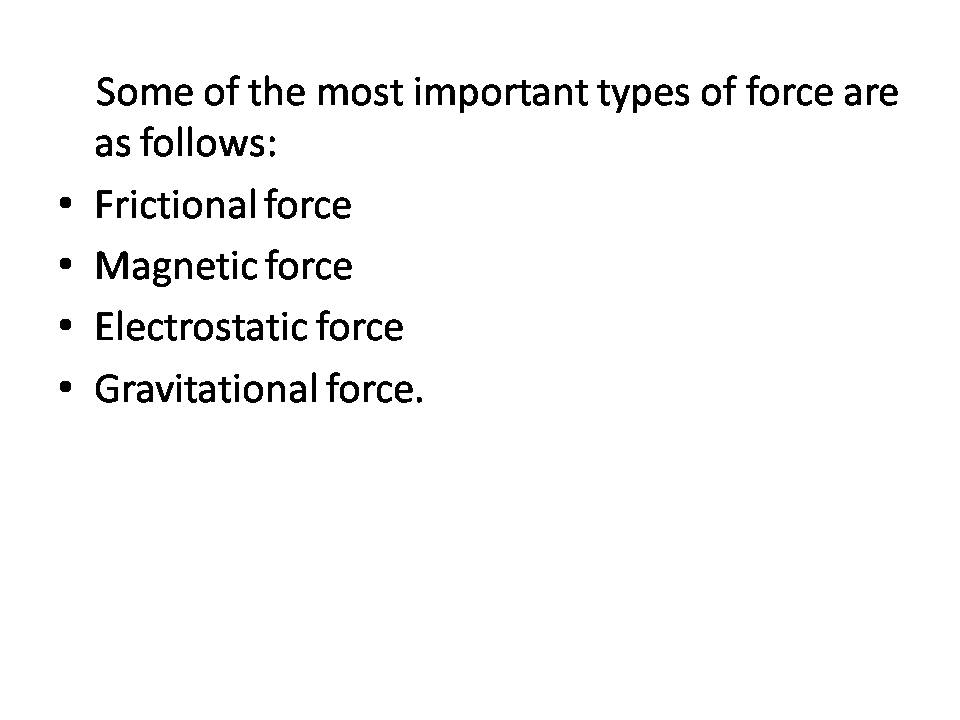 Some of the most important types of force are
as follows:
• Frictional force
• Magnetic force
• Electrostatic force
• Gravitational force.